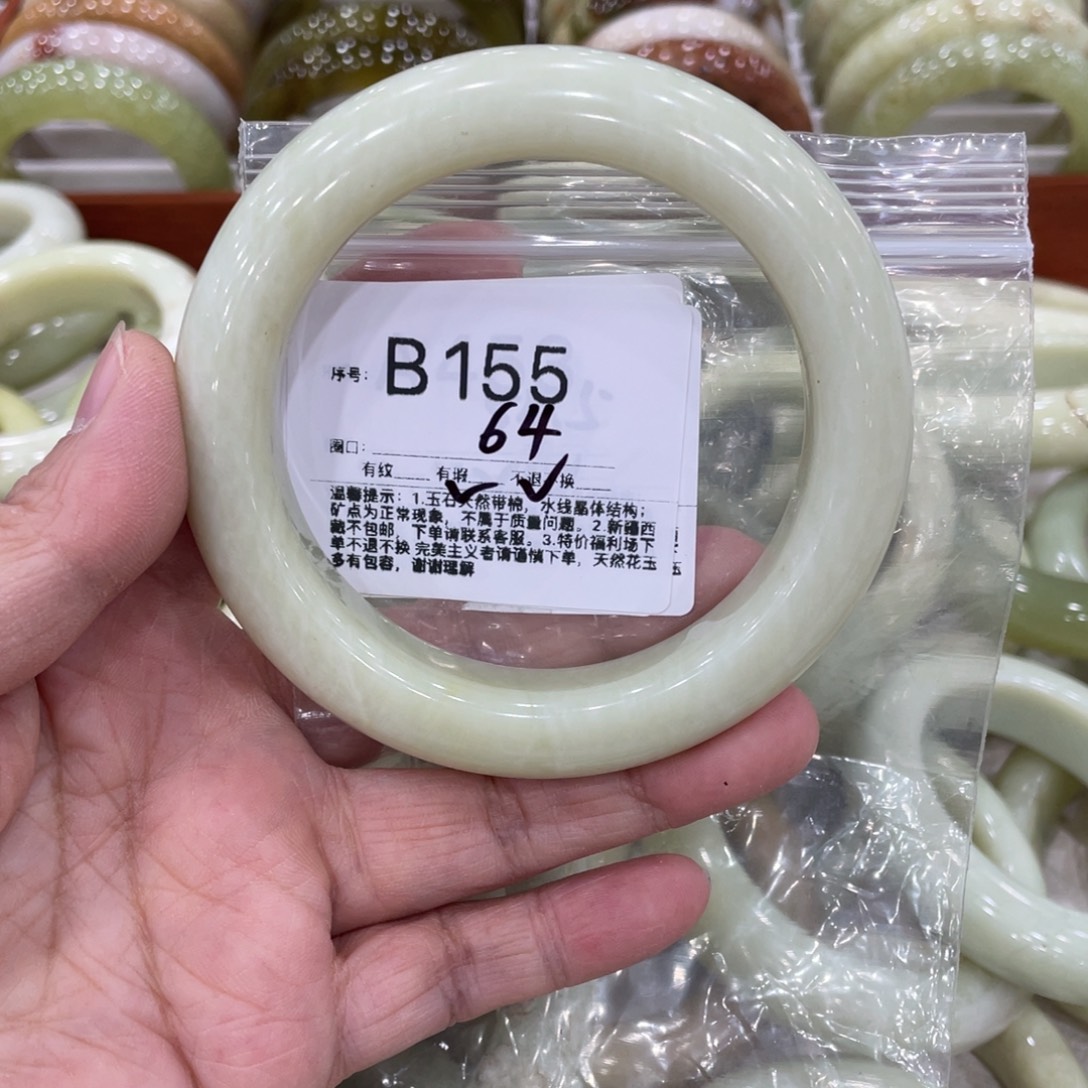 序号: B155
圈口: 64
有纹 有瑕 不退 换
温馨提示: 1.玉石天然带棉, 水线晶体结构;
矿点为正常现象, 不属于质量问题。2.新疆西
藏不包邮, 下单请联系客服。3.特价福利场下
单不退不换 完美主义者请谨慎下单, 天然花玉
多有包容, 谢谢理解